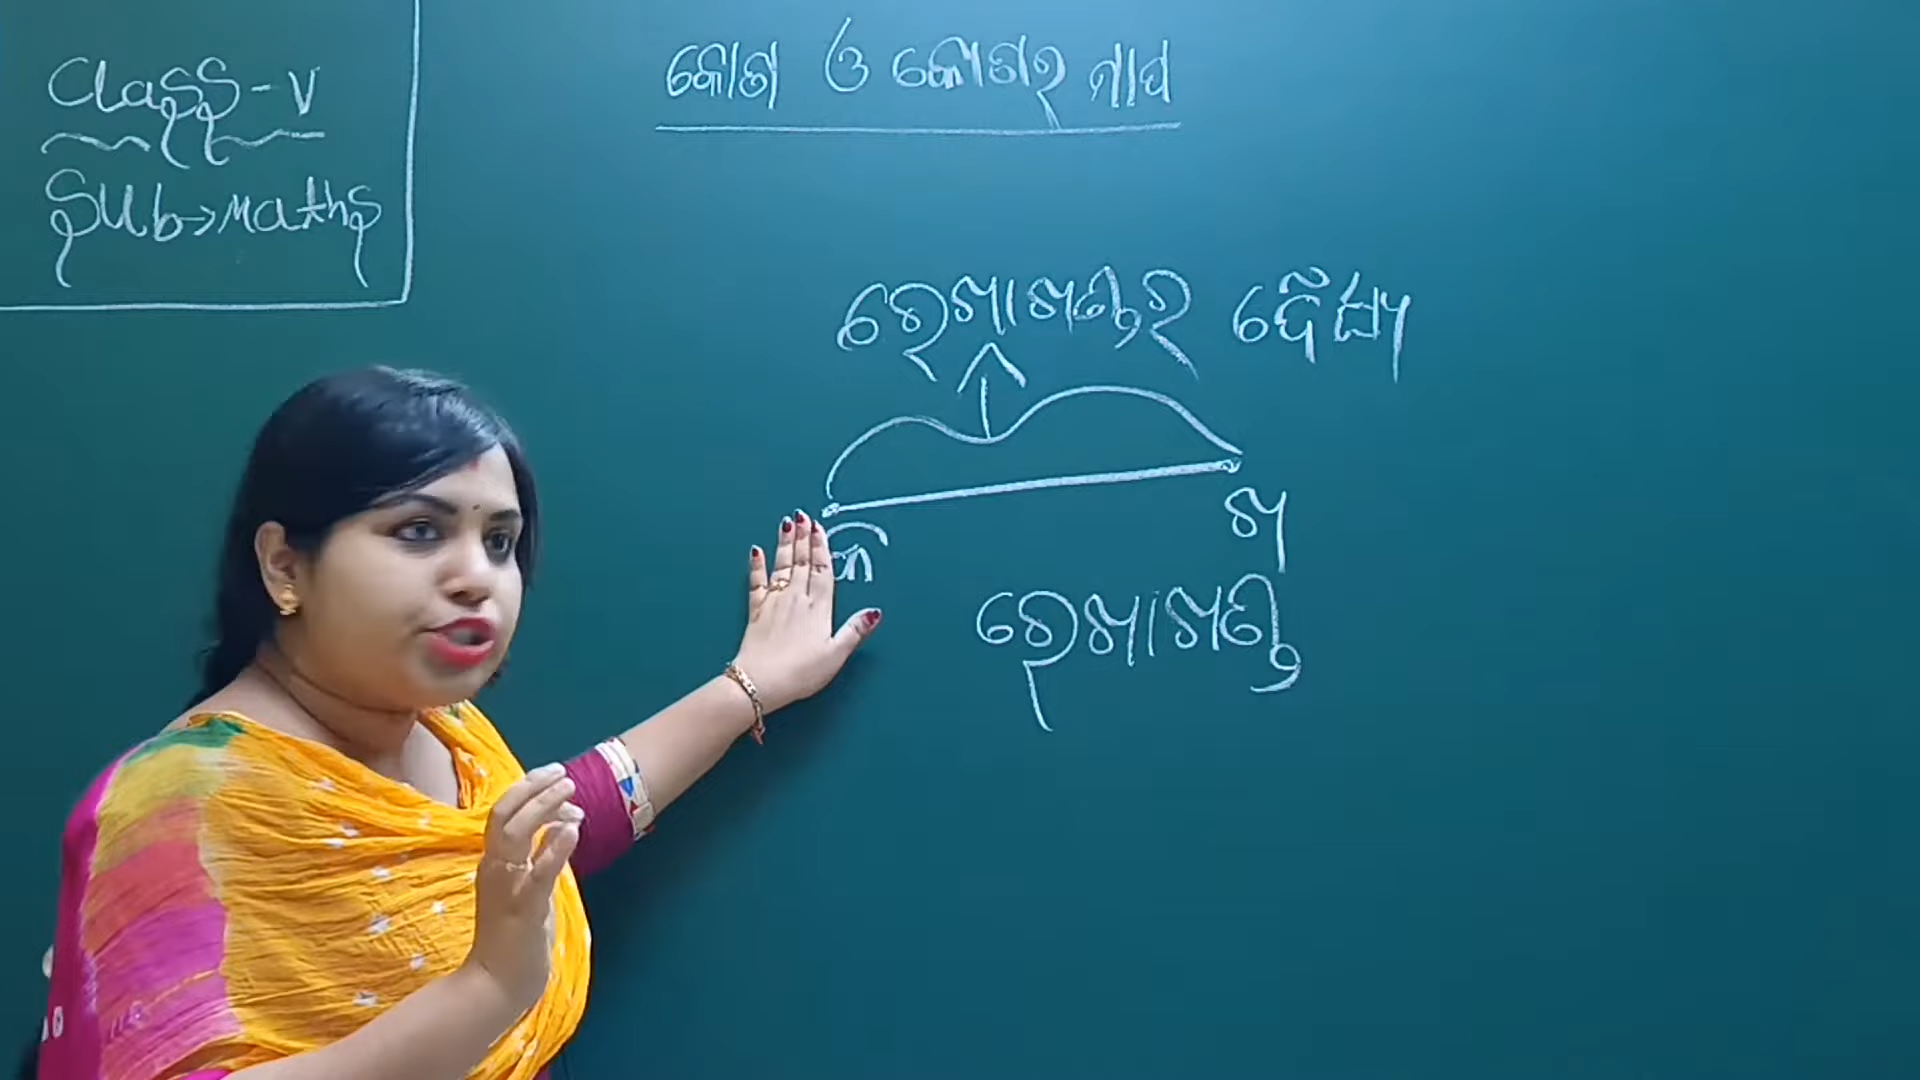 Class-V
Sub→Maths
କୋଣ ଓ କୋଣର ମାପ
ରେଖାଖଣ୍ଡର ଦୈର୍ଘ୍ୟ
କ
ଖ
ରେଖାଖଣ୍ଡ